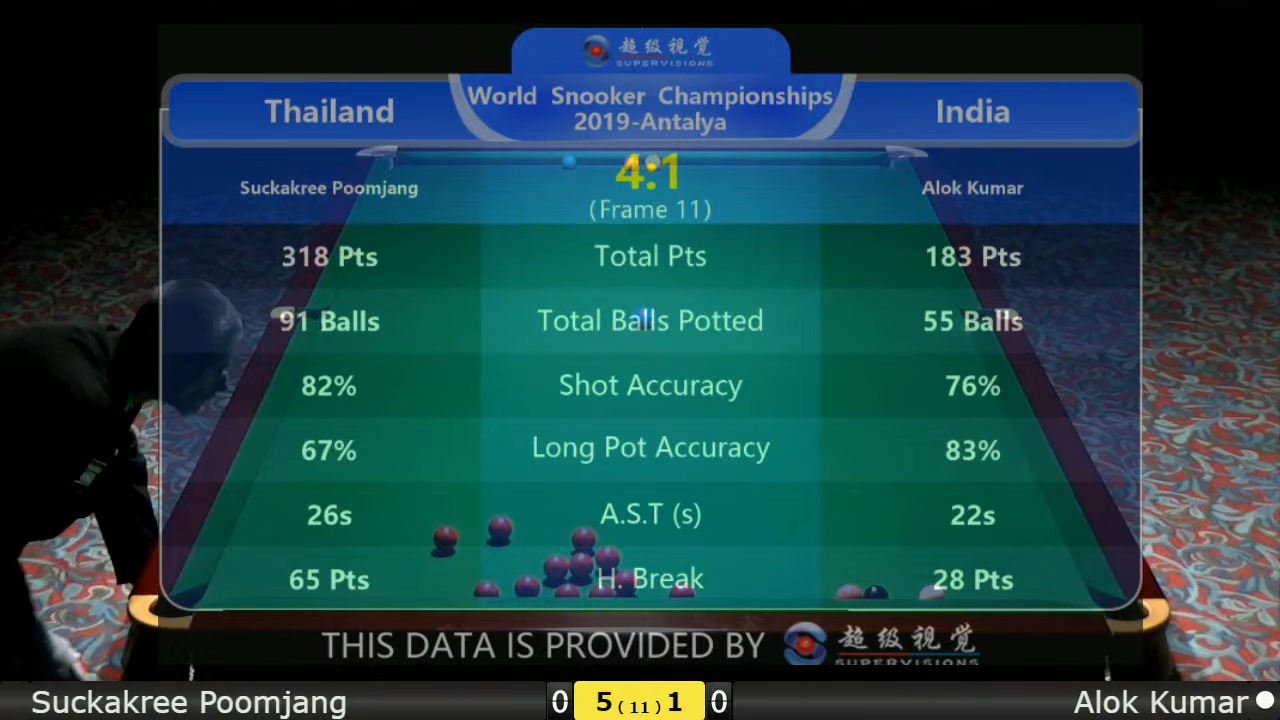 超级视觉
SUPERVISIONS
Thailand
World Snooker Championships
2019-Antalya
India
Suckakree Poomjang
4:1
Alok Kumar
(Frame 11)
318 Pts Total Pts 183 Pts
91 Balls Total Balls Potted 55 Balls
82% Shot Accuracy 76%
67% Long Pot Accuracy 83%
26s A.S.T (s) 22s
65 Pts H. Break 28 Pts
THIS DATA IS PROVIDED BY 超级视觉
SUPERVISIONS
Suckakree Poomjang 0 5 (11) 1 0 Alok Kumar